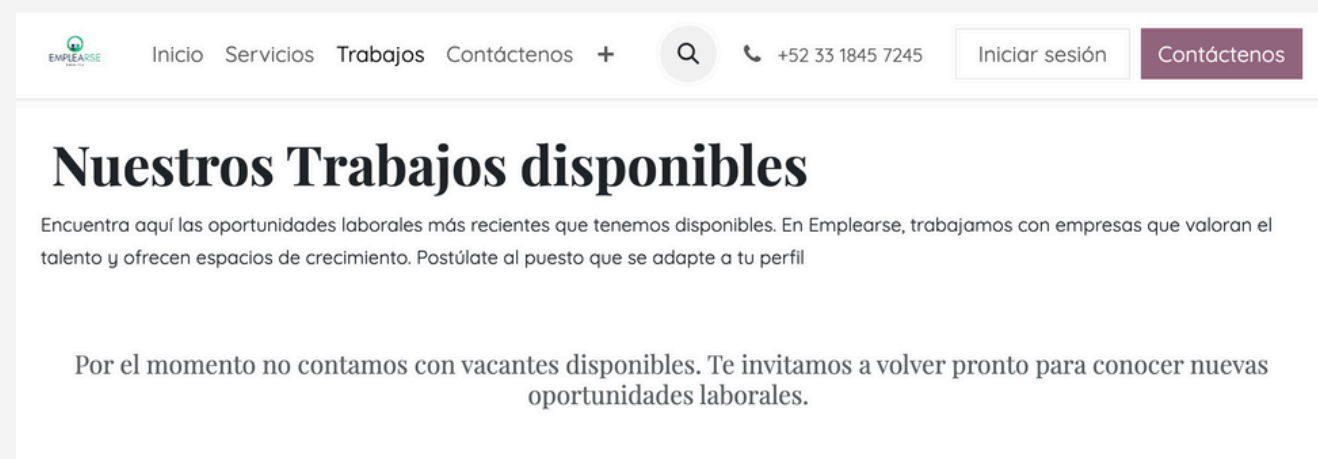 EMPLEARSE
Inicio Servicios Trabajos Contáctenos + +52 33 1845 7245 Iniciar sesión Contáctenos
Nuestros Trabajos disponibles
Encuentra aquí las oportunidades laborales más recientes que tenemos disponibles. En Emplearse, trabajamos con empresas que valoran el
talento y ofrecen espacios de crecimiento. Postúlate al puesto que se adapte a tu perfil
Por el momento no contamos con vacantes disponibles. Te invitamos a volver pronto para conocer nuevas
oportunidades laborales.